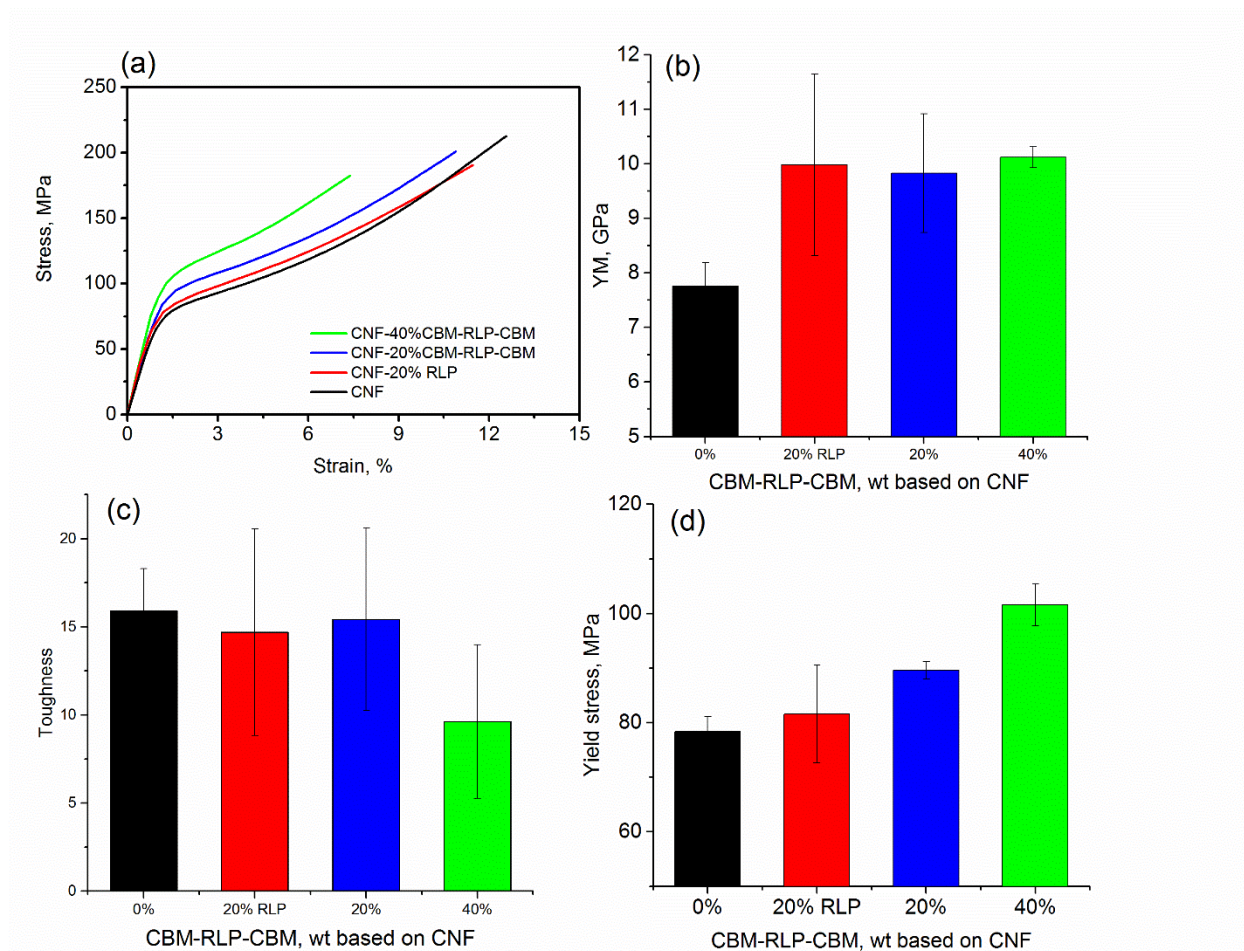 (a)
250
200
150
100
50
0
0
3
6
9
12
15
Stress, MPa
Strain, %
CNF-40%CBM-RLP-CBM
CNF-20%CBM-RLP-CBM
CNF-20% RLP
CNF
(b)
12
11
10
9
8
7
6
5
YM, GPa
0%
20% RLP
20%
40%
CBM-RLP-CBM, wt based on CNF
(c)
20
15
10
5
0
Toughness
0%
20% RLP
20%
40%
CBM-RLP-CBM, wt based on CNF
(d)
120
100
80
60
Yield stress, MPa
0%
20% RLP
20%
40%
CBM-RLP-CBM, wt based on CNF